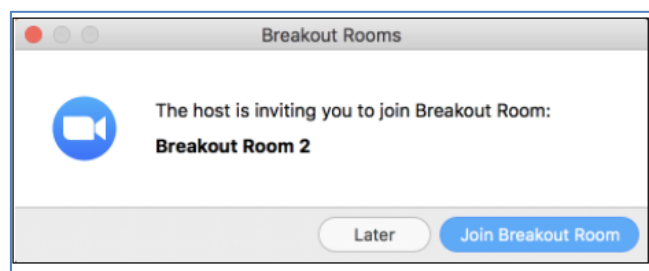 Breakout Rooms
The host is inviting you to join Breakout Room:
Breakout Room 2
Later
Join Breakout Room